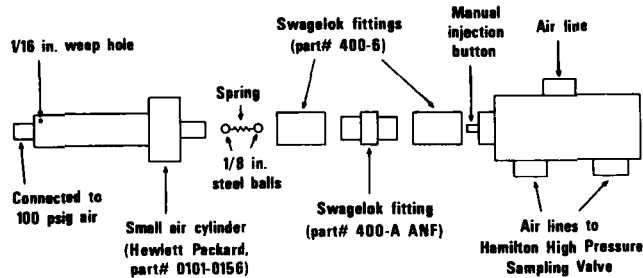 1/16 in. weap hole
Swagelok fittings
(part# 400-6)
Manual
injection
button
Air line
Spring
1/8 in.
steel balls
Connected to
100 psig air
Small air cylinder
(Hewlett Packard,
part# 0101-0156)
Swagelok fitting
(part# 400-A ANF)
Air lines to
Hamilton High Pressure
Sampling Valve